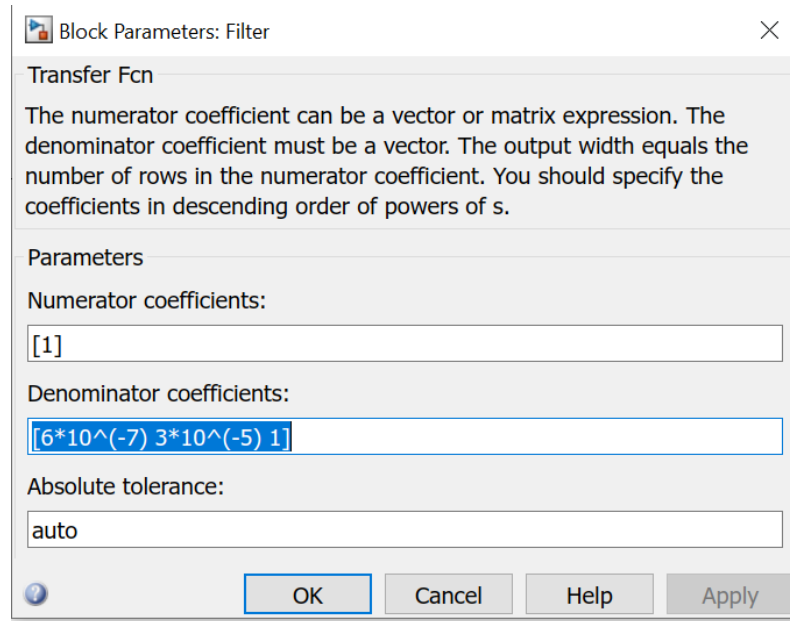 Block Parameters: Filter
Transfer Fcn
The numerator coefficient can be a vector or matrix expression. The
denominator coefficient must be a vector. The output width equals the
number of rows in the numerator coefficient. You should specify the
coefficients in descending order of powers of s.
Parameters
Numerator coefficients:
[1]
Denominator coefficients:
[6*10^(-7) 3*10^(-5) 1]
Absolute tolerance:
auto
OK Cancel Help Apply